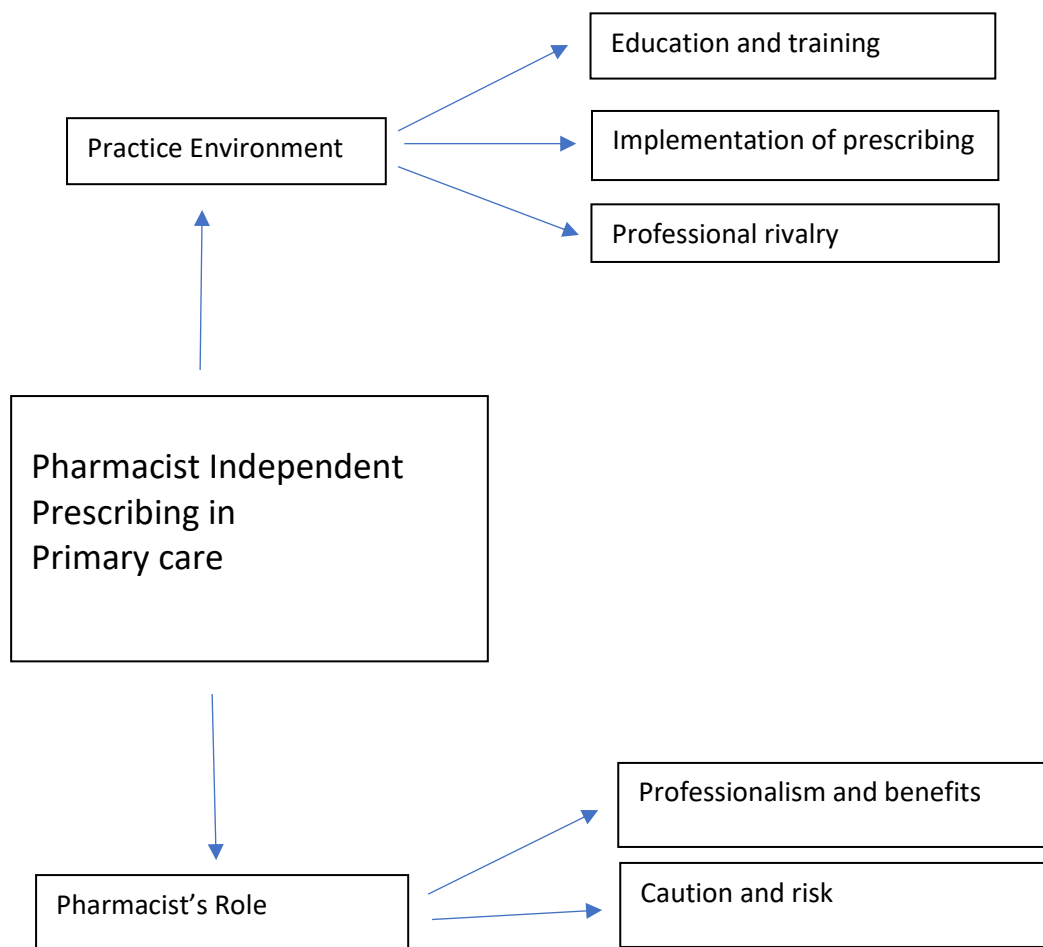 Education and training
Practice Environment
Implementation of prescribing
Professional rivalry
Pharmacist Independent
Prescribing in
Primary care
Professionalism and benefits
Pharmacist’s Role
Caution and risk